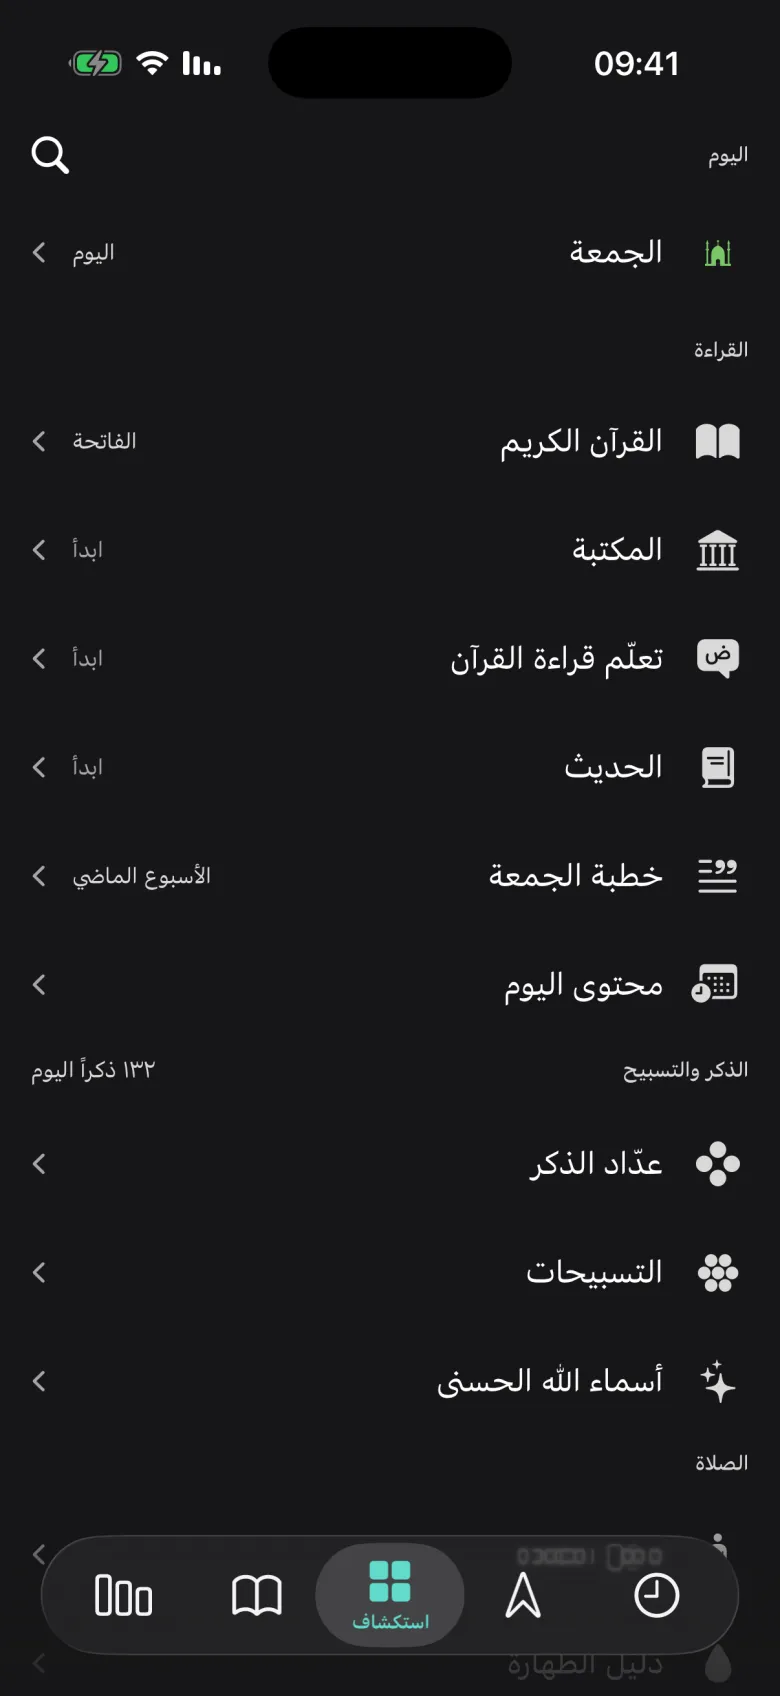 09:41
اليوم
الجمعة
اليوم
القراءة
القرآن الكريم
الفاتحة
المكتبة
ابدأ
تعلّم قراءة القرآن
ابدأ
ض
الحديث
ابدأ
خطبة الجمعة
الأسبوع الماضي
محتوى اليوم
الذكر والتسبيح
١٣٢ ذكراً اليوم
عدّاد الذكر
التسبيحات
أسماء الله الحسنى
الصلاة
استكشاف
دليل الطهارة